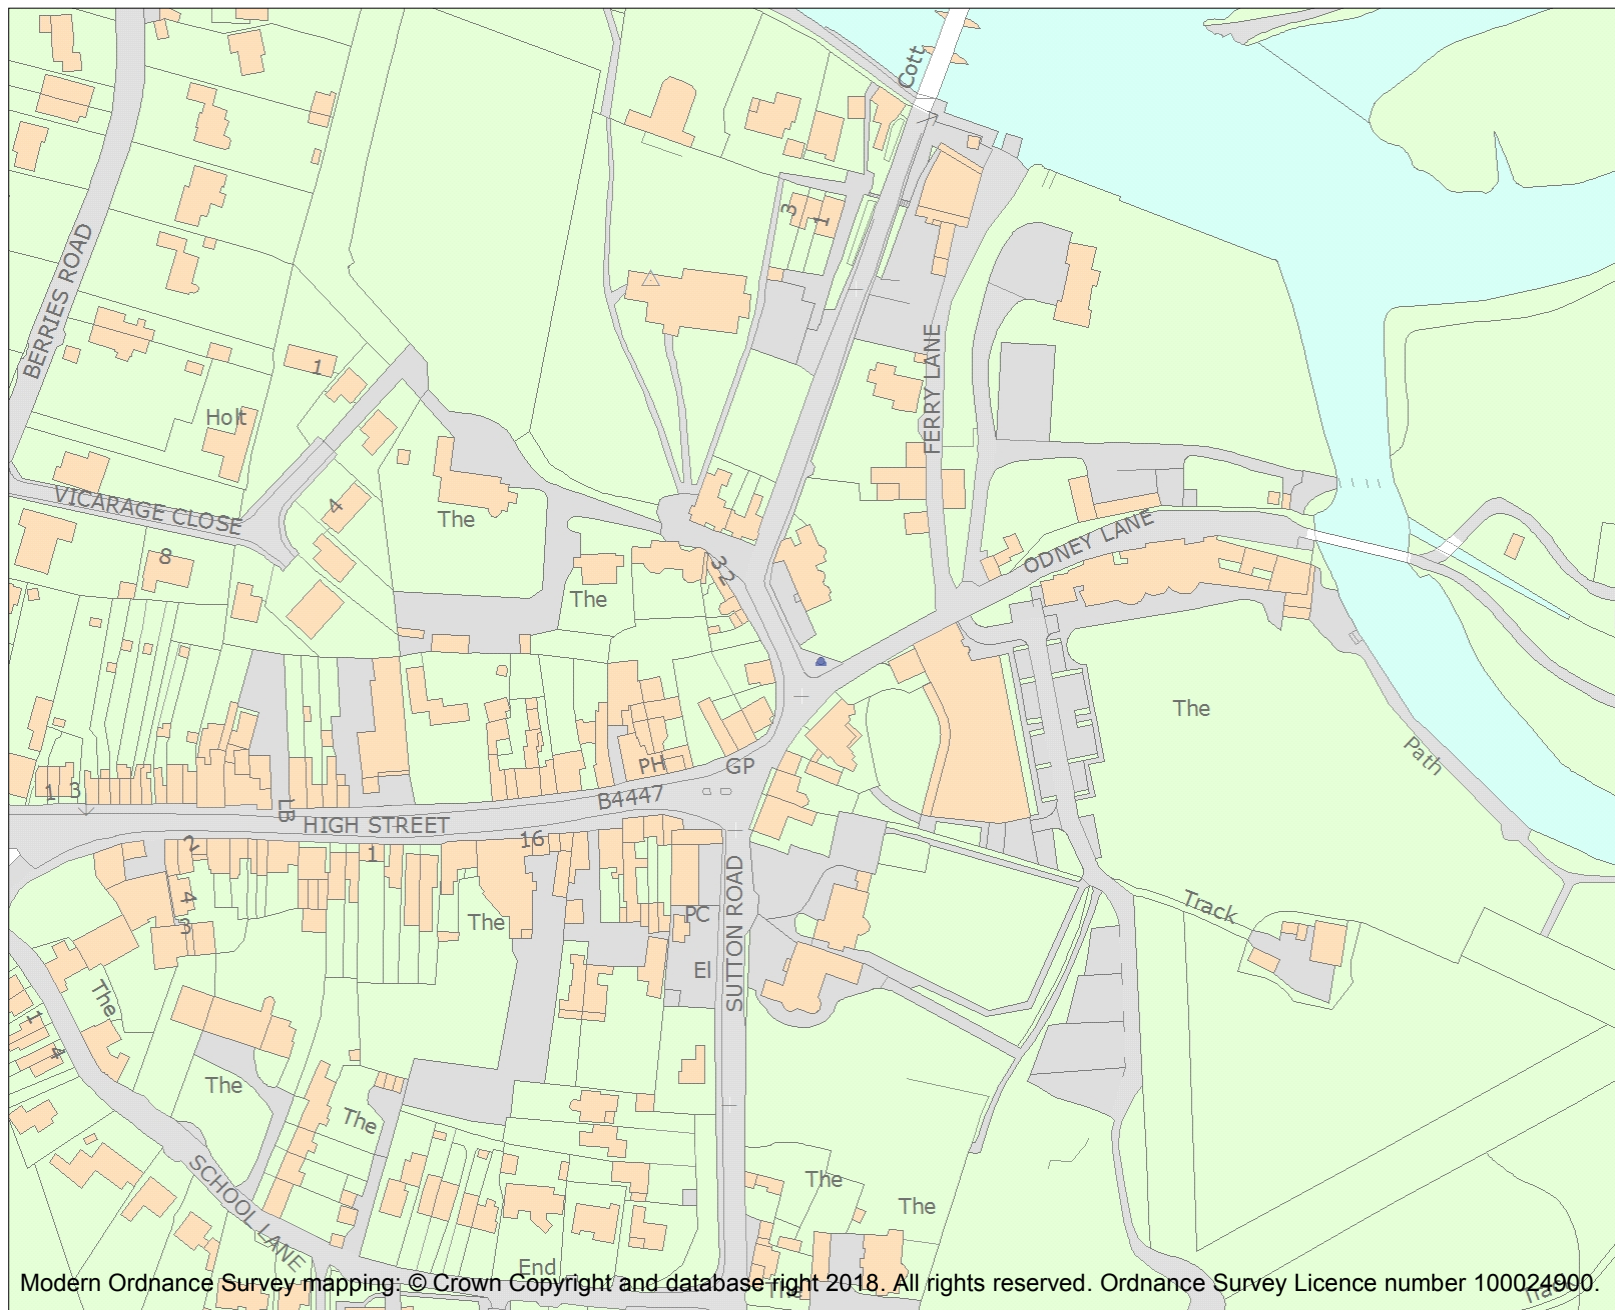 Cott
3
1
BERRIES ROAD
FERRY LANE
1
Holt
VICARAGE CLOSE
4
The
8
ODNEY LANE
32
The
The
Path
PH
GP
1
3
B4447
LB
HIGH STREET
2
1
16
4
3
The
PC
SUTTON ROAD
Track
El
The
1
4
The
The
SCHOOL LANE
The
The
End
The
Track
Modern Ordnance Survey mapping: © Crown Copyright and database right 2018. All rights reserved. Ordnance Survey Licence number 100024900.